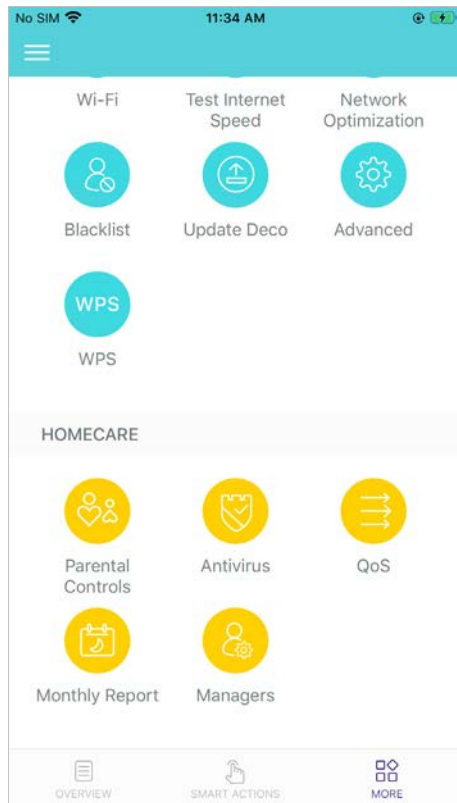 No SIM 11:34 AM
Wi-Fi Test Internet Network
Speed Optimization
Blacklist Update Deco Advanced
WPS
WPS
HOMECARE
Parental Antivirus QoS
Controls
Monthly Report Managers
OVERVIEW SMART ACTIONS MORE